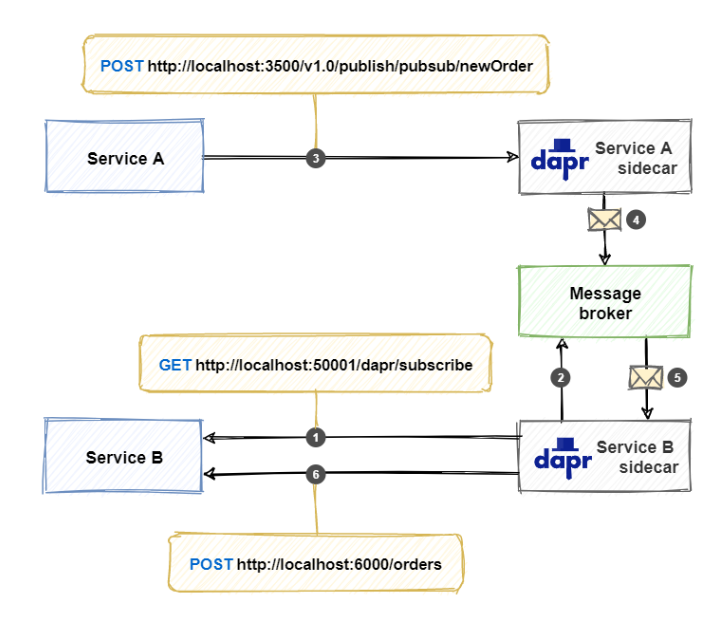 POST http://localhost:3500/v1.0/publish/pubsub/newOrder
Service A
3
dapr
Service A
sidecar
4
Message
broker
GET http://localhost:50001/dapr/subscribe
2
5
Service B
1
6
dapr
Service B
sidecar
POST http://localhost:6000/orders